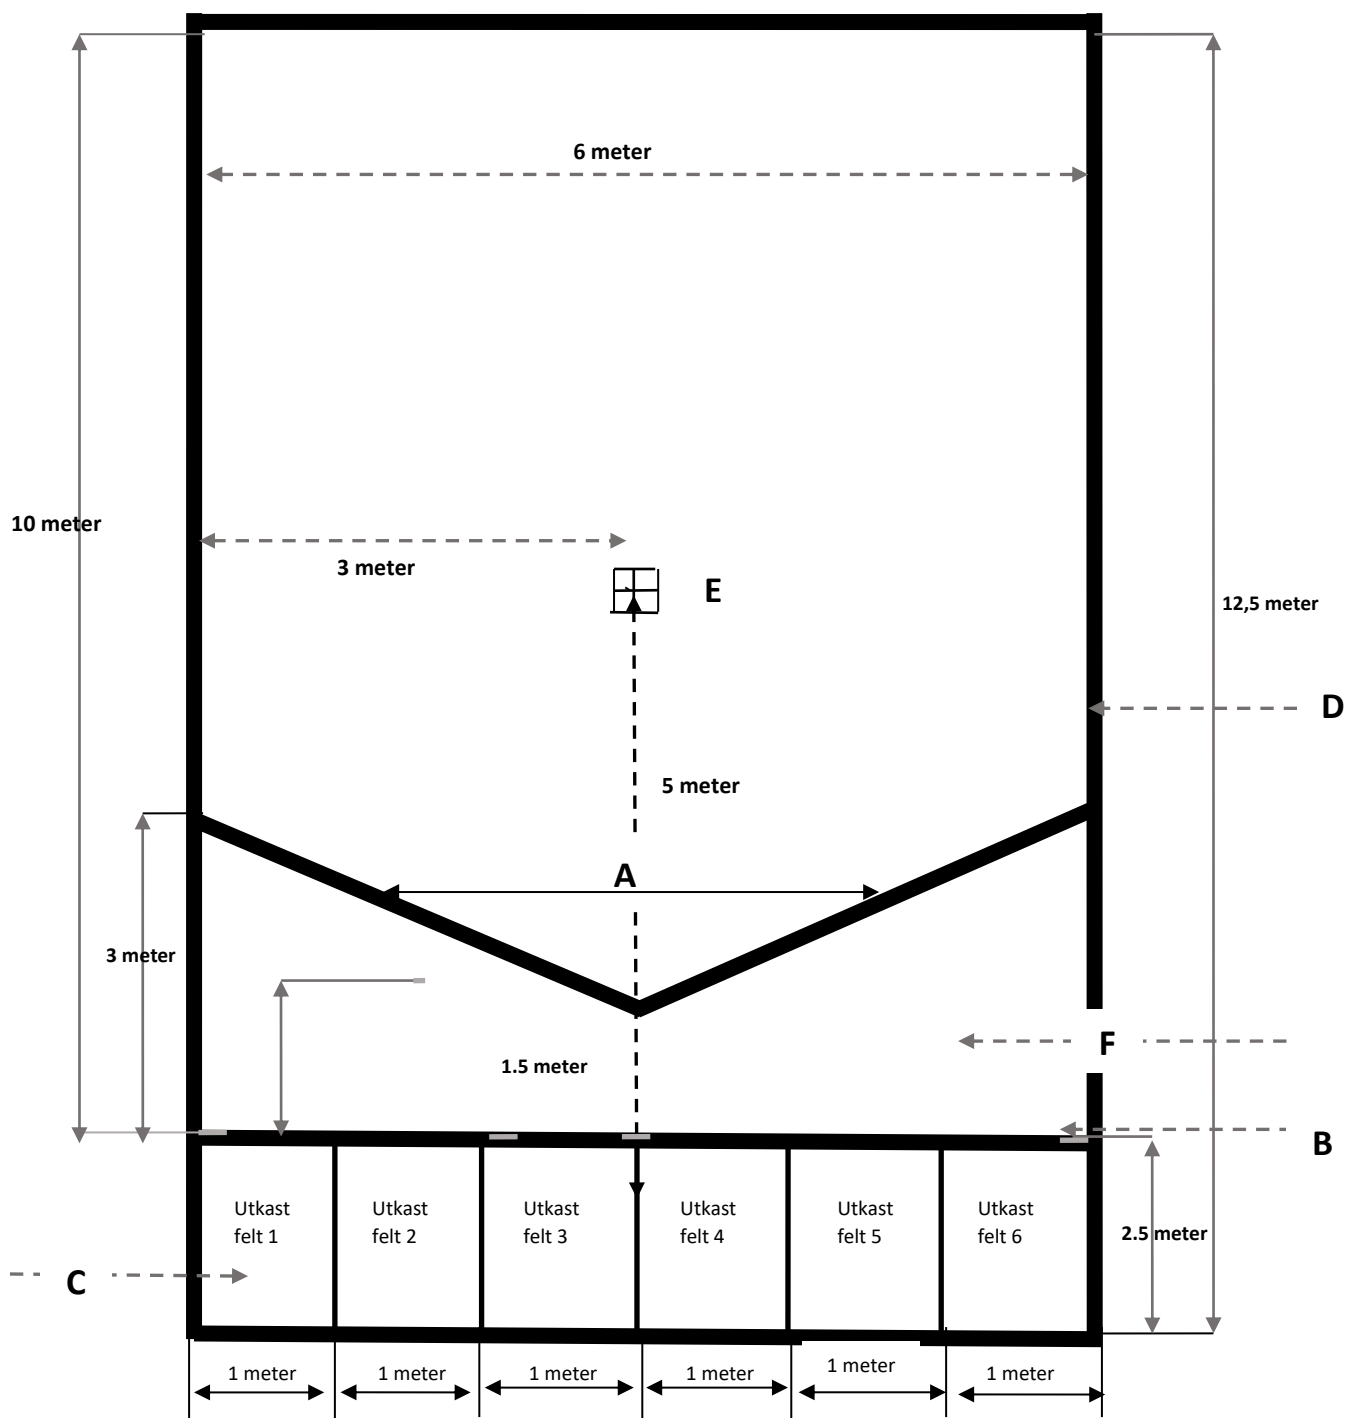 6 meter
10 meter
3 meter
E
12,5 meter
D
5 meter
A
3 meter
F
1.5 meter
B
Utkast
felt 1
Utkast
felt 2
Utkast
felt 3
Utkast
felt 4
Utkast
felt 5
Utkast
felt 6
2.5 meter
C
1 meter
1 meter
1 meter
1 meter
1 meter
1 meter